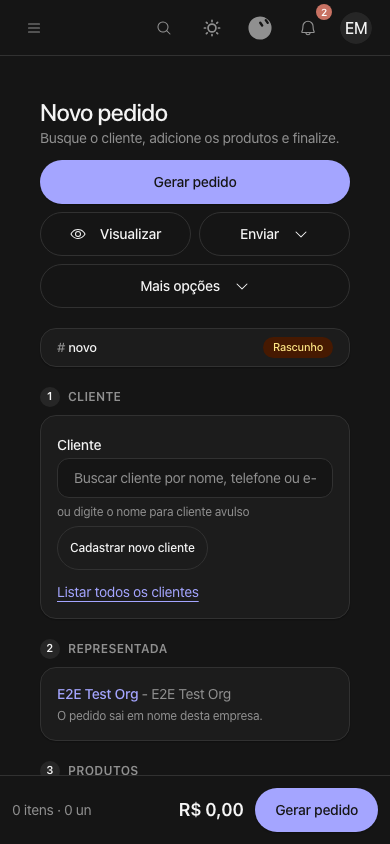 2
EM
Novo pedido
Busque o cliente, adicione os produtos e finalize.
Gerar pedido
Visualizar
Enviar
Mais opções
# novo
Rascunho
1 CLIENTE
Cliente
Buscar cliente por nome, telefone ou e-
ou digite o nome para cliente avulso
Cadastrar novo cliente
Listar todos os clientes
2 REPRESENTADA
E2E Test Org - E2E Test Org
O pedido sai em nome desta empresa.
3 PRODUTOS
0 itens · 0 un
R$ 0,00
Gerar pedido